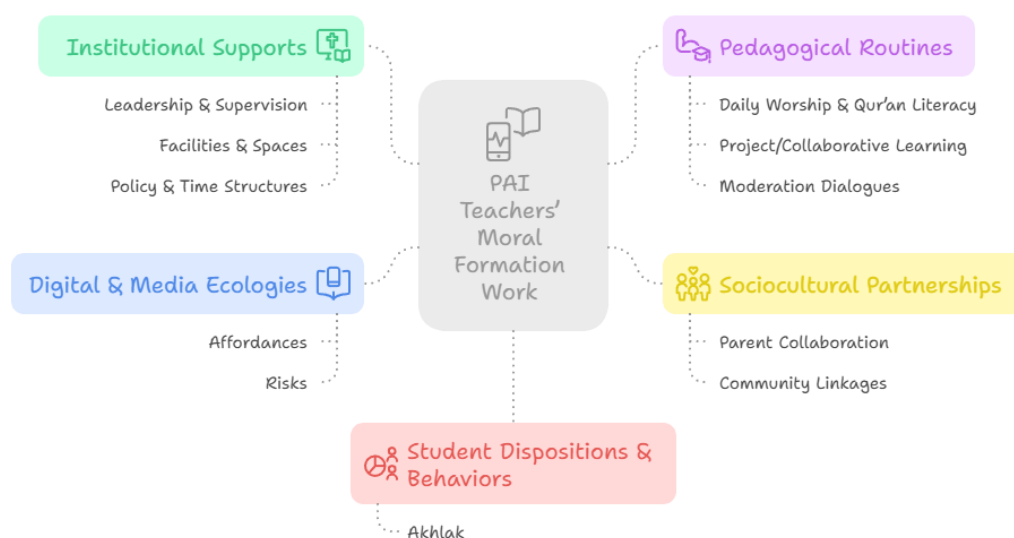 Institutional Supports
Leadership & Supervision
Facilities & Spaces
Policy & Time Structures
Digital & Media Ecologies
Affordances
Risks
PAI
Teachers'
Moral
Formation
Work
Pedagogical Routines
Daily Worship & Qur'an Literacy
Project/Collaborative Learning
Moderation Dialogues
Sociocultural Partnerships
Parent Collaboration
Community Linkages
Student Dispositions &
Behaviors
Akhlak